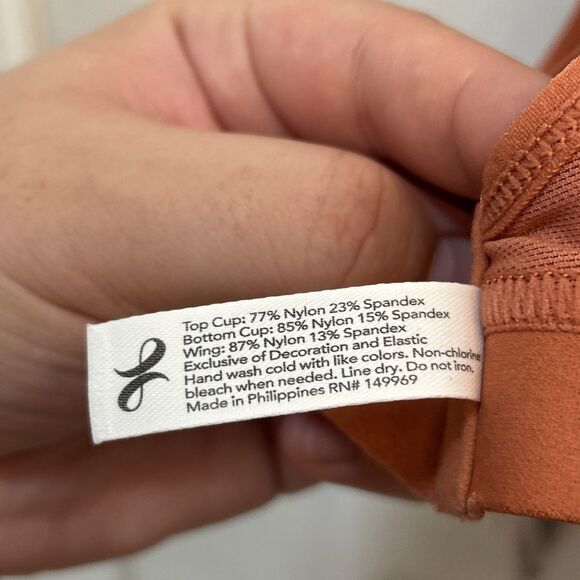 Top Cup: 77% Nylon 23% Spandex
Bottom Cup: 85% Nylon 15% Spandex
Wing: 87% Nylon 13% Spandex
Exclusive of Decoration and Elastic
Hand wash cold with like colors. Non-chlorine
bleach when needed. Line dry. Do not iron.
Made in Philippines RN# 149969